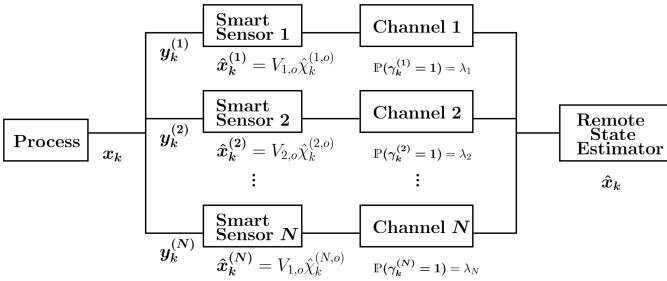 Process
x_k
y_k^{(1)}
Smart
Sensor 1
x̂_k^{(1)} = V_{1,o} χ̂_k^{(1,o)}
Channel 1
ℙ(γ_k^{(1)} = 1) = λ_1
y_k^{(2)}
Smart
Sensor 2
x̂_k^{(2)} = V_{2,o} χ̂_k^{(2,o)}
Channel 2
ℙ(γ_k^{(2)} = 1) = λ_2
⋮ ⋮
y_k^{(N)}
Smart
Sensor N
x̂_k^{(N)} = V_{1,o} χ̂_k^{(N,o)}
Channel N
ℙ(γ_k^{(N)} = 1) = λ_N
Remote
State
Estimator
x̂_k